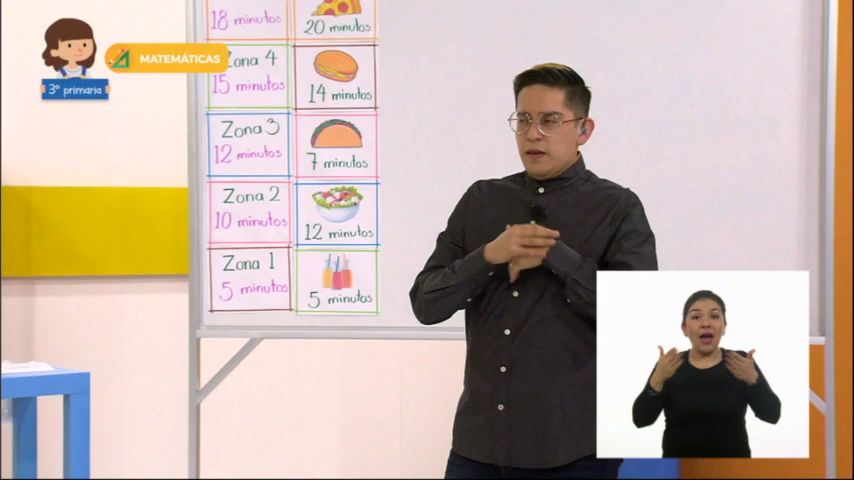 3° primaria
MATEMÁTICAS
18 minutos
20 minutos
Zona 4
15 minutos
14 minutos
Zona 3
12 minutos
7 minutos
Zona 2
10 minutos
12 minutos
Zona 1
5 minutos
5 minutos